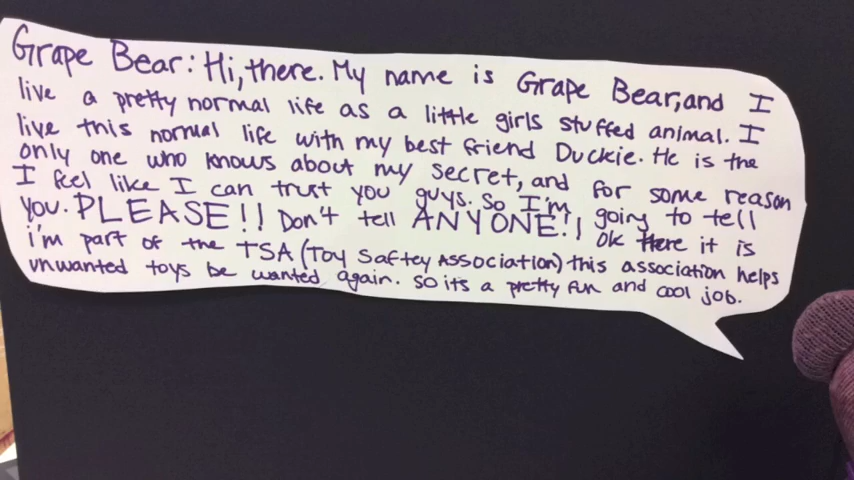 Grape Bear: Hi, there. My name is Grape Bear, and I
live a pretty normal life as a little girls stuffed animal. I
live this normal life with my best friend Duckie. He is the
only one who knows about my secret, and for some reason
I feel like I can trust you guys. So I'm going to tell
you. PLEASE!! Don't tell ANYONE!! Ok there it is
i'm part of the TSA (Toy Saftey Association) this association helps
unwanted toys be wanted again. So its a pretty fun and cool job.